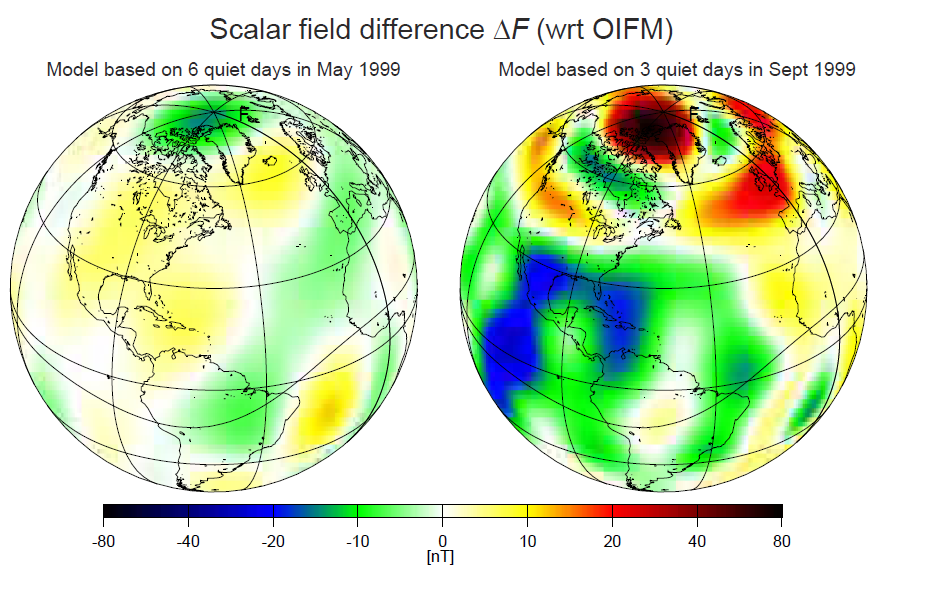 Scalar field difference ΔF (wrt OIFM)
Model based on 6 quiet days in May 1999
Model based on 3 quiet days in Sept 1999
F
F
-80 -40 -20 -10 0 10 20 40 80
[nT]